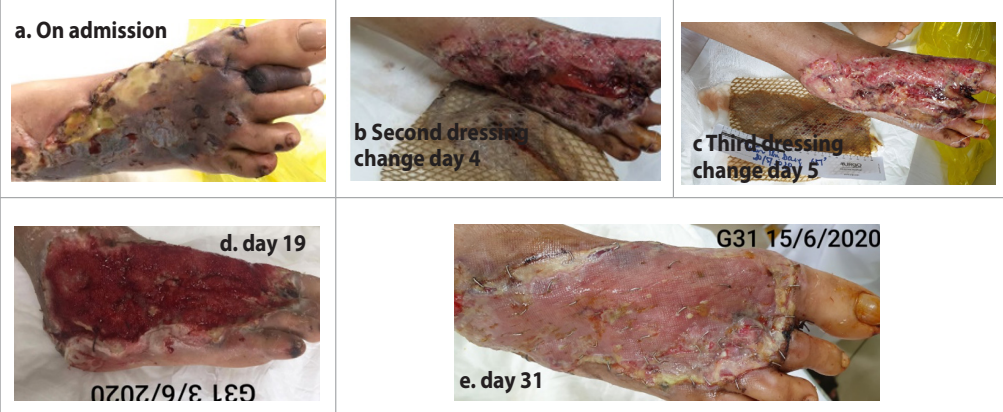 a. On admission
b Second dressing
change day 4
c Third dressing
change day 5
d. day 19
G31 3/6/2020
G31 15/6/2020
e. day 31